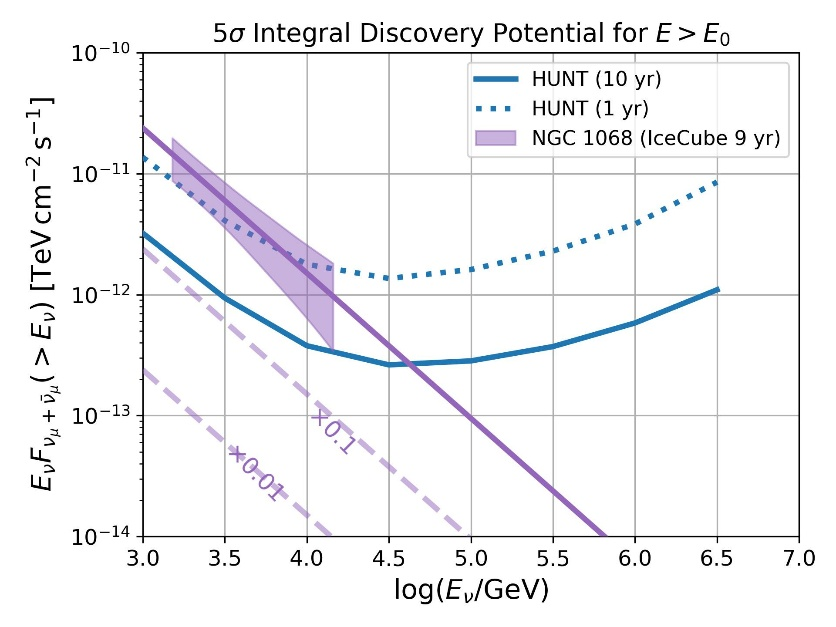 5σ Integral Discovery Potential for E > E₀
HUNT (10 yr)
HUNT (1 yr)
NGC 1068 (IceCube 9 yr)
10⁻¹⁰
10⁻¹¹
10⁻¹²
10⁻¹³
10⁻¹⁴
EνFνμ + ν̄μ(> Eν) [TeV cm⁻² s⁻¹]
×0.1
×0.01
3.0 3.5 4.0 4.5 5.0 5.5 6.0 6.5 7.0
log(Eν/GeV)